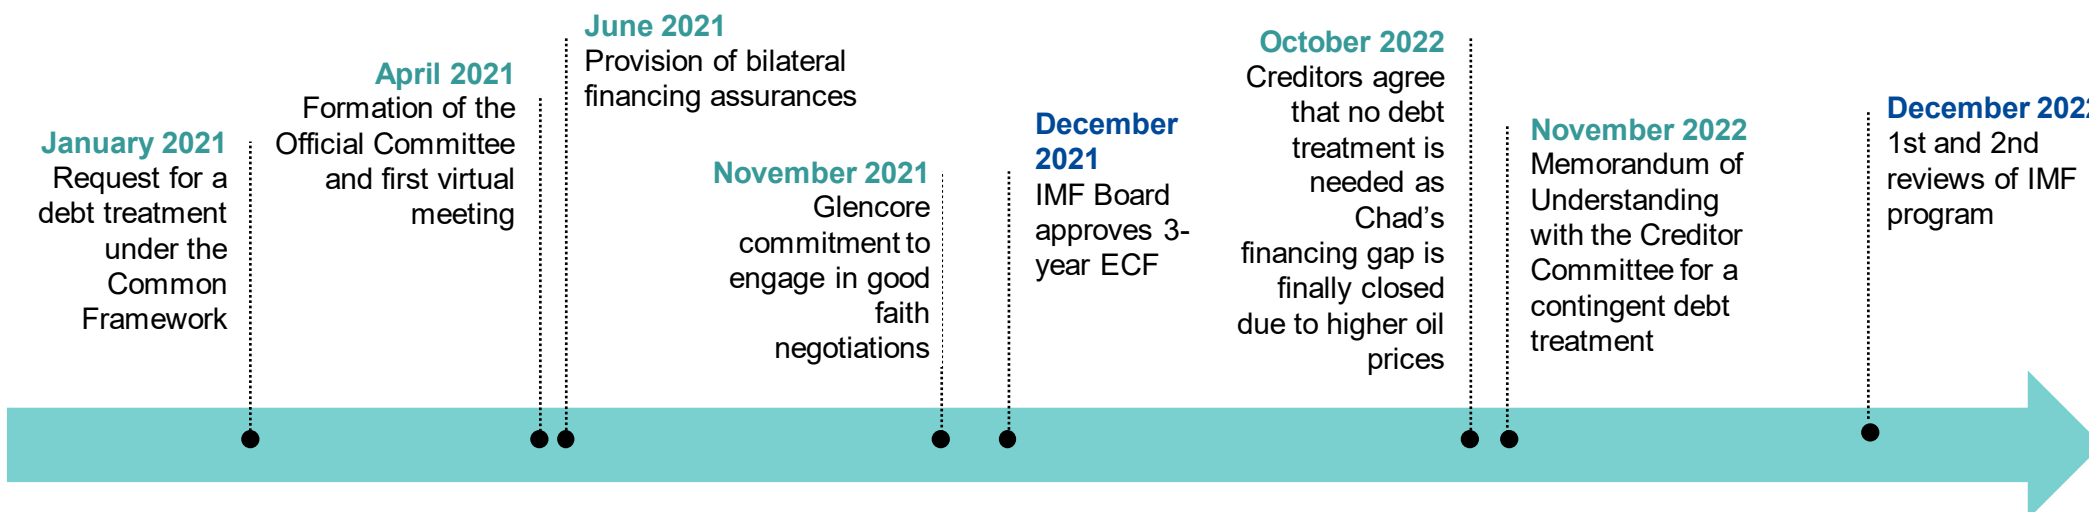 January 2021
Request for a
debt treatment
under the
Common
Framework
April 2021
Formation of the
Official Committee
and first virtual
meeting
June 2021
Provision of bilateral
financing assurances
November 2021
Glencore
commitment to
engage in good
faith
negotiations
December
2021
IMF Board
approves 3-
year ECF
October 2022
Creditors agree
that no debt
treatment is
needed as
Chad's
financing gap is
finally closed
due to higher oil
prices
November 2022
Memorandum of
Understanding
with the Creditor
Committee for a
contingent debt
treatment
December 2022
1st and 2nd
reviews of IMF
program